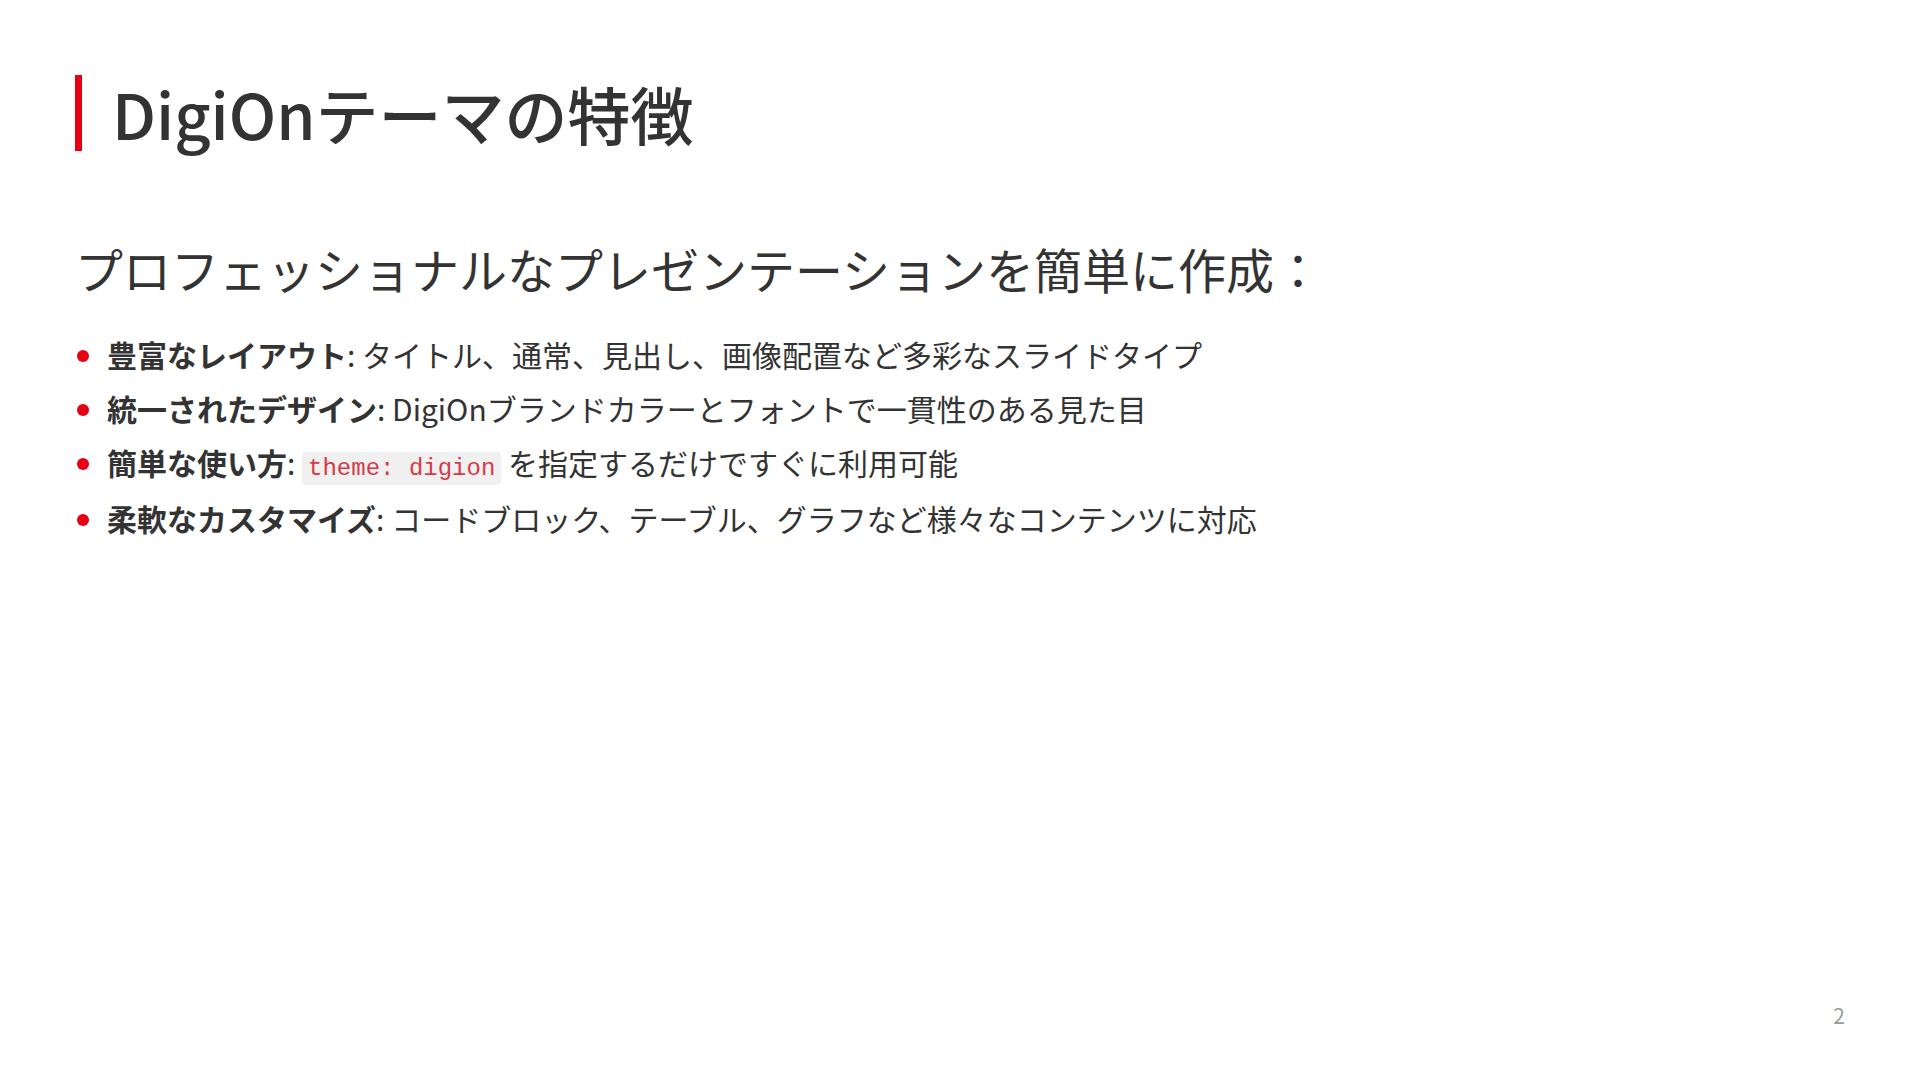 DigiOnテーマの特徴
プロフェッショナルなプレゼンテーションを簡単に作成：
豊富なレイアウト: タイトル、通常、見出し、画像配置など多彩なスライドタイプ
統一されたデザイン: DigiOnブランドカラーとフォントで一貫性のある見た目
簡単な使い方: theme: digion を指定するだけですぐに利用可能
柔軟なカスタマイズ: コードブロック、テーブル、グラフなど様々なコンテンツに対応
2